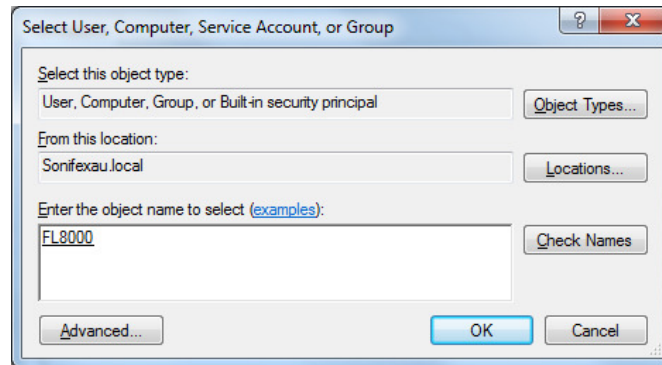 Select User, Computer, Service Account, or Group
Select this object type:
User, Computer, Group, or Built-in security principal
Object Types...
From this location:
Sonifexau.local
Locations...
Enter the object name to select (examples):
FL8000
Check Names
Advanced...
OK
Cancel